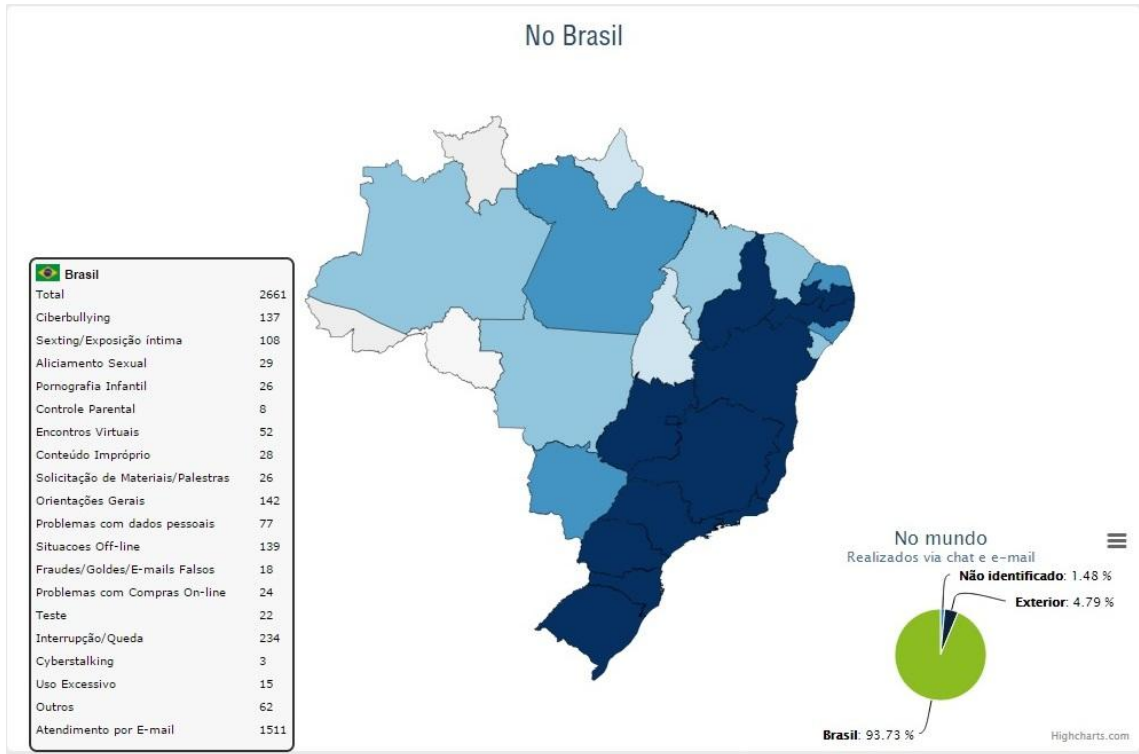 No Brasil
Brasil
Total 2661
Ciberbullying 137
Sexting/Exposição íntima 108
Aliciamento Sexual 29
Pornografia Infantil 26
Controle Parental 8
Encontros Virtuais 52
Conteúdo Impróprio 28
Solicitação de Materiais/Palestras 26
Orientações Gerais 142
Problemas com dados pessoais 77
Situacoes Off-line 139
Fraudes/Goldes/E-mails Falsos 18
Problemas com Compras On-line 24
Teste 22
Interrupção/Queda 234
Cyberstalking 3
Uso Excessivo 15
Outros 62
Atendimento por E-mail 1511
No mundo
Realizados via chat e e-mail
Não identificado: 1.48 %
Exterior: 4.79 %
Brasil: 93.73 %
Highcharts.com